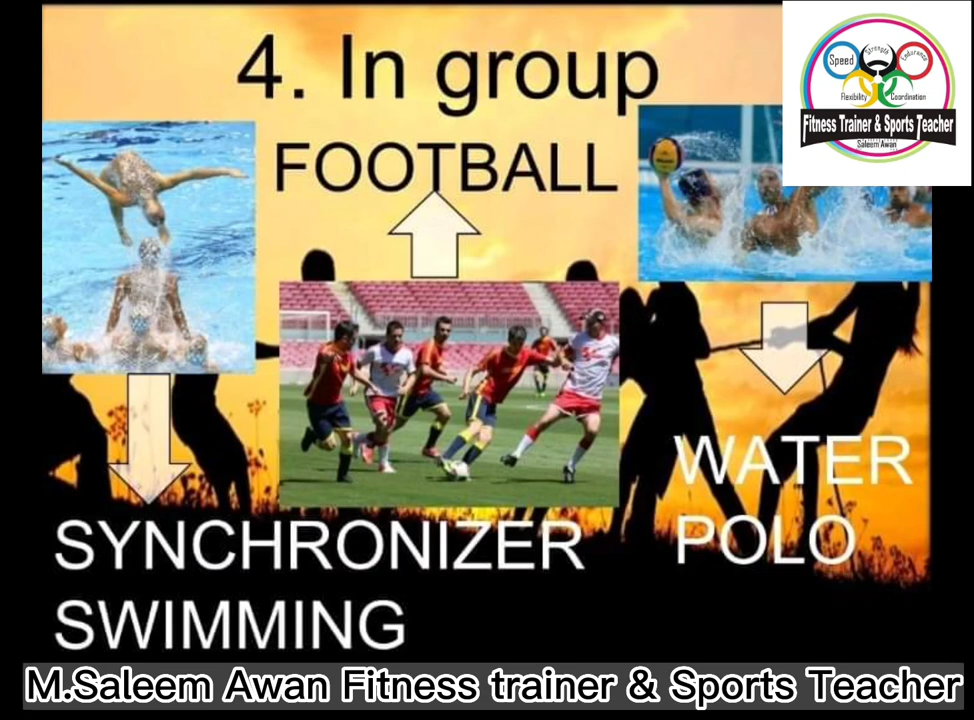 4. In group
FOOTBALL
Speed
Strength
Endurance
Flexibility
Coordination
Fitness Trainer & Sports Teacher
Saleem Awan
WATER
POLO
SYNCHRONIZER
SWIMMING
M.Saleem Awan Fitness trainer & Sports Teacher